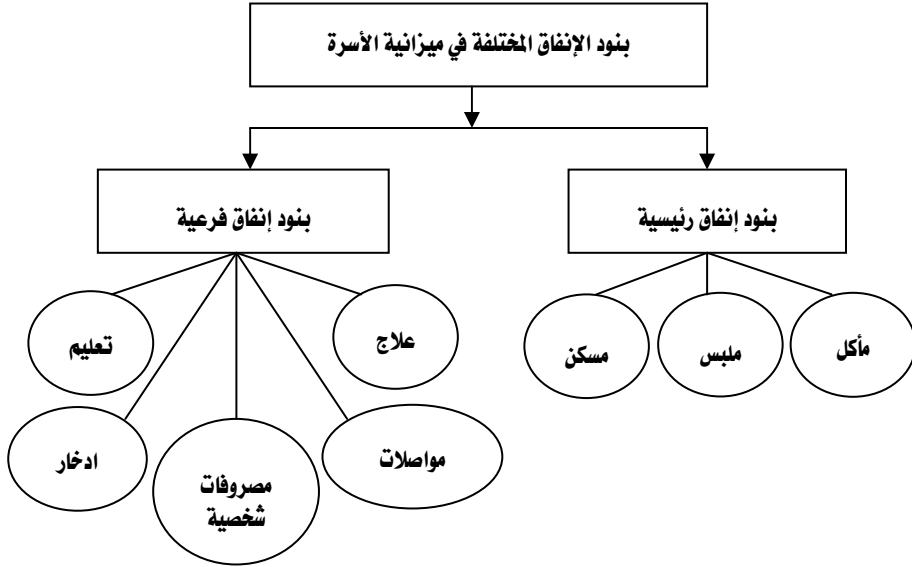 بنود الإنفاق المختلفة في ميزانية الأسرة
بنود إنفاق رئيسية
بنود إنفاق فرعية
مأكل
ملبس
مسكن
علاج
تعليم
مواصلات
مصروفات
شخصية
ادخار